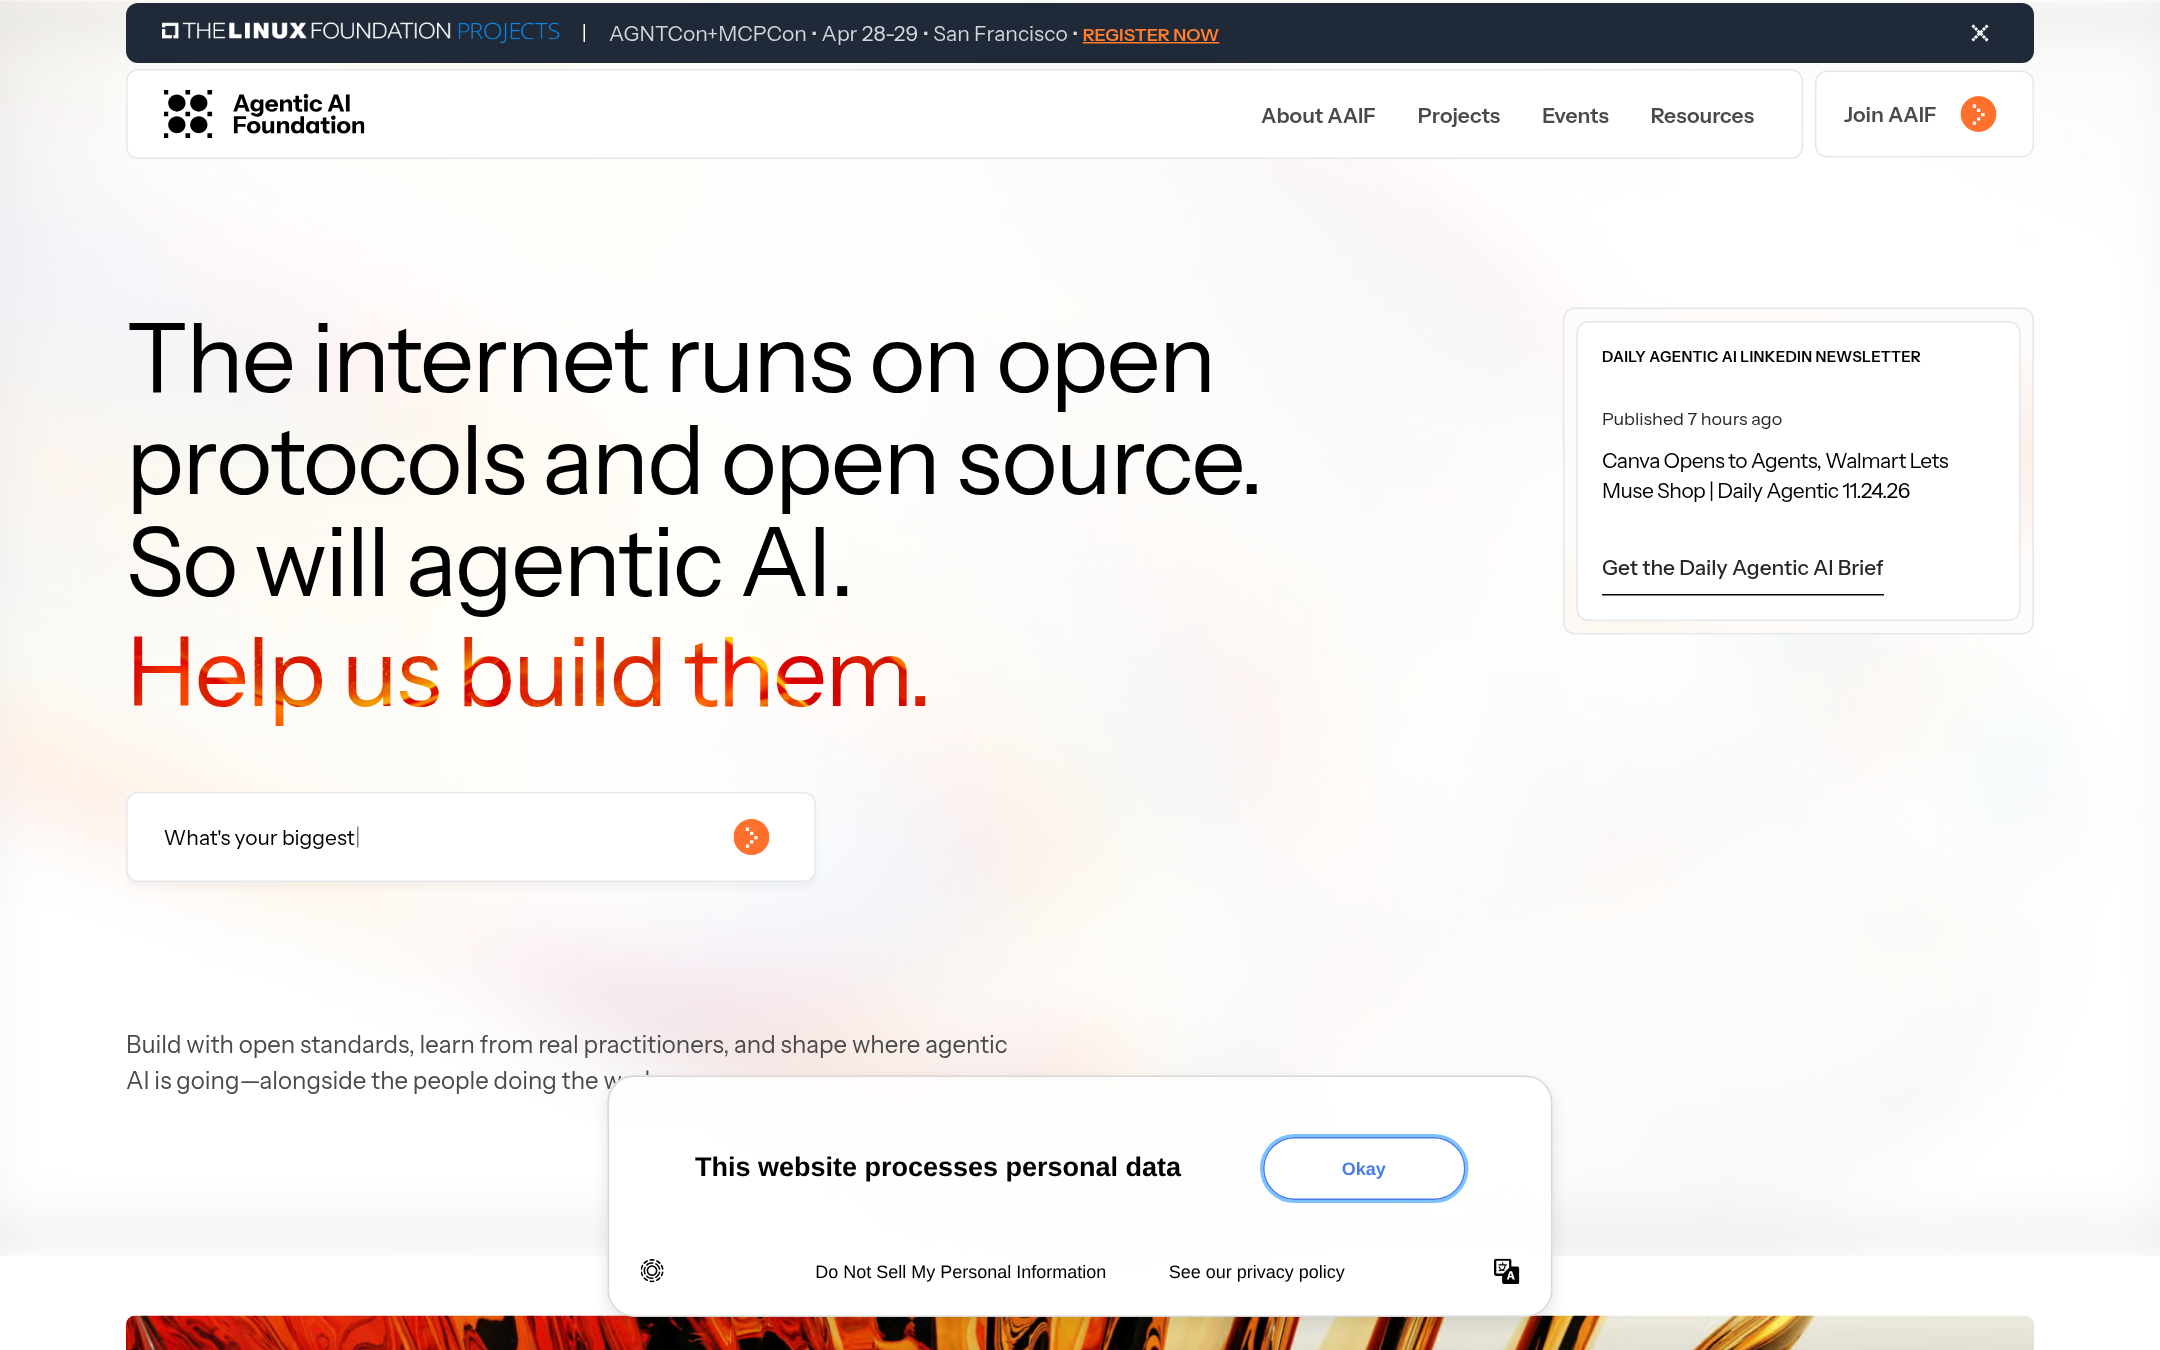 THE LINUX FOUNDATION PROJECTS | AGNTCon+MCPCon • Apr 28-29 • San Francisco • REGISTER NOW
Agentic AI
Foundation
About AAIF Projects Events Resources Join AAIF
The internet runs on open
protocols and open source.
So will agentic AI.
Help us build them.
DAILY AGENTIC AI LINKEDIN NEWSLETTER
Published 7 hours ago
Canva Opens to Agents, Walmart Lets
Muse Shop | Daily Agentic 11.24.26
Get the Daily Agentic AI Brief
What's your biggest
Build with open standards, learn from real practitioners, and shape where agentic
AI is going—alongside the people doing the
This website processes personal data
Okay
Do Not Sell My Personal Information See our privacy policy